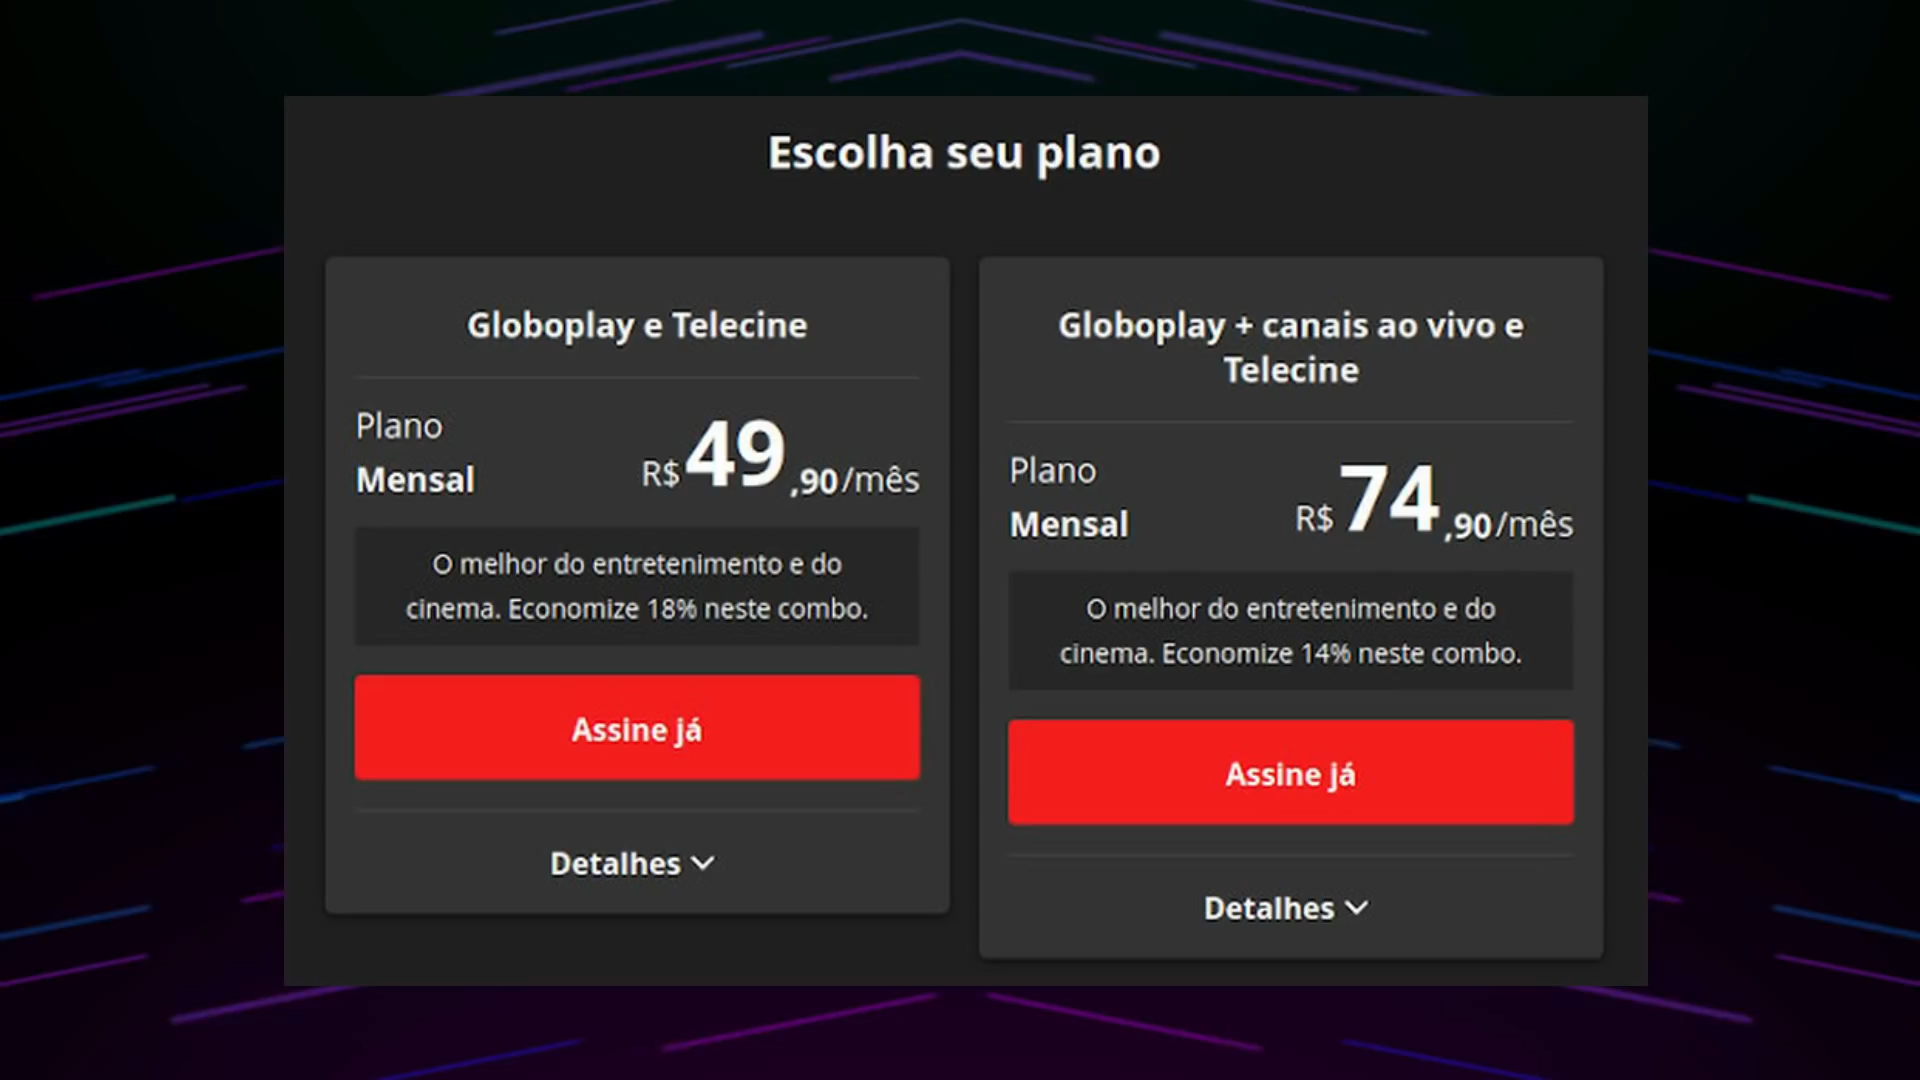 Escolha seu plano
Globoplay e Telecine
Plano
Mensal
R$49,90/mês
O melhor do entretenimento e do
cinema. Economize 18% neste combo.
Assine já
Detalhes
Globoplay + canais ao vivo e
Telecine
Plano
Mensal
R$74,90/mês
O melhor do entretenimento e do
cinema. Economize 14% neste combo.
Assine já
Detalhes